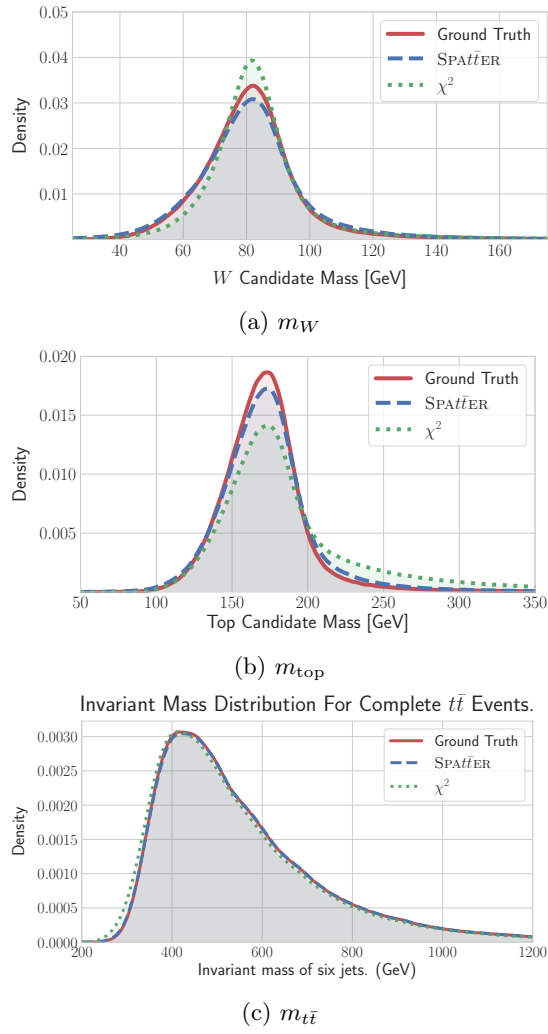 0.05
0.04
0.03
0.02
0.01
Density
Ground Truth
SPAtt̄ER
χ²
40 60 80 100 120 140 160
W Candidate Mass [GeV]
(a) m_W
0.020
0.015
0.010
0.005
Density
Ground Truth
SPAtt̄ER
χ²
50 100 150 200 250 300 350
Top Candidate Mass [GeV]
(b) m_top
Invariant Mass Distribution For Complete tt̄ Events.
0.0030
0.0025
0.0020
0.0015
0.0010
0.0005
0.0000
Density
Ground Truth
SPAtt̄ER
χ²
200 400 600 800 1000 1200
Invariant mass of six jets. (GeV)
(c) m_tt̄